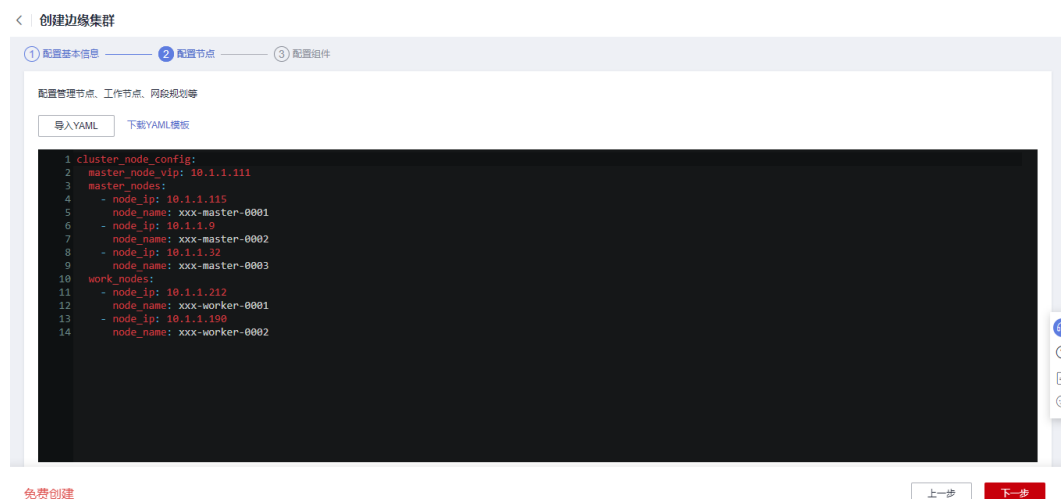 创建边缘集群
1 配置基本信息 2 配置节点 3 配置组件
配置管理节点、工作节点、网段规划等
导入YAML 下载YAML模板
1 cluster_node_config:
2   master_node_vip: 10.1.1.111
3   master_nodes:
4     - node_ip: 10.1.1.115
5       node_name: xxx-master-0001
6     - node_ip: 10.1.1.9
7       node_name: xxx-master-0002
8     - node_ip: 10.1.1.32
9       node_name: xxx-master-0003
10   work_nodes:
11     - node_ip: 10.1.1.212
12       node_name: xxx-worker-0001
13     - node_ip: 10.1.1.190
14       node_name: xxx-worker-0002
免费创建 上一步 下一步